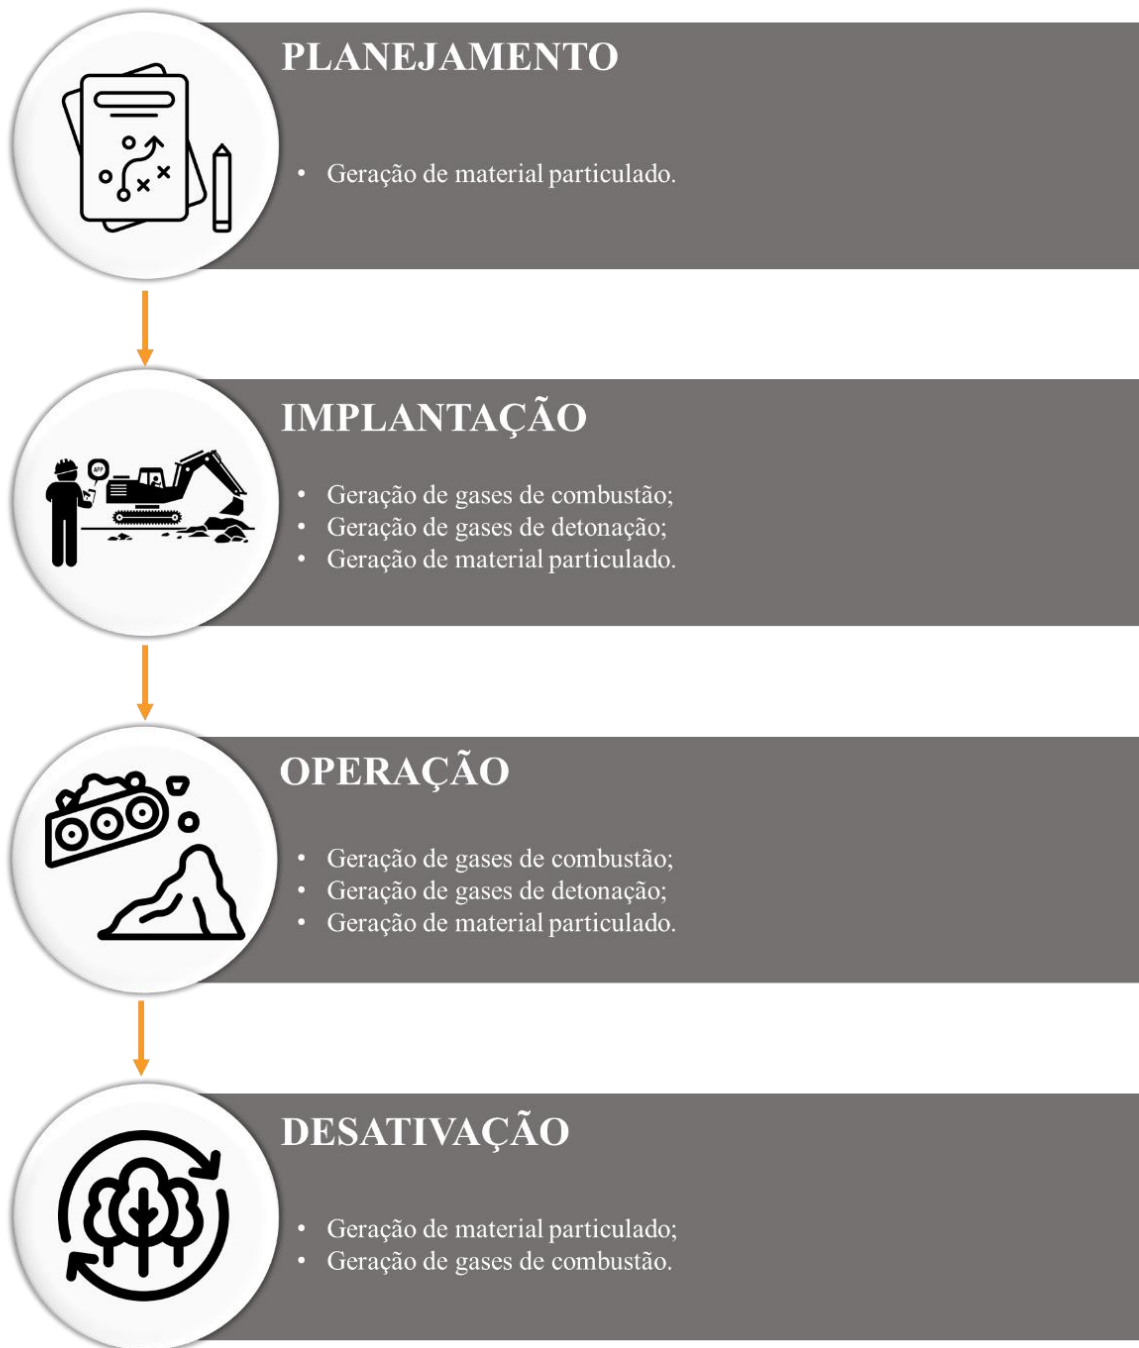 PLANEJAMENTO
• Geração de material particulado.
IMPLANTAÇÃO
APP
• Geração de gases de combustão;
• Geração de gases de detonação;
• Geração de material particulado.
OPERAÇÃO
• Geração de gases de combustão;
• Geração de gases de detonação;
• Geração de material particulado.
DESATIVAÇÃO
• Geração de material particulado;
• Geração de gases de combustão.